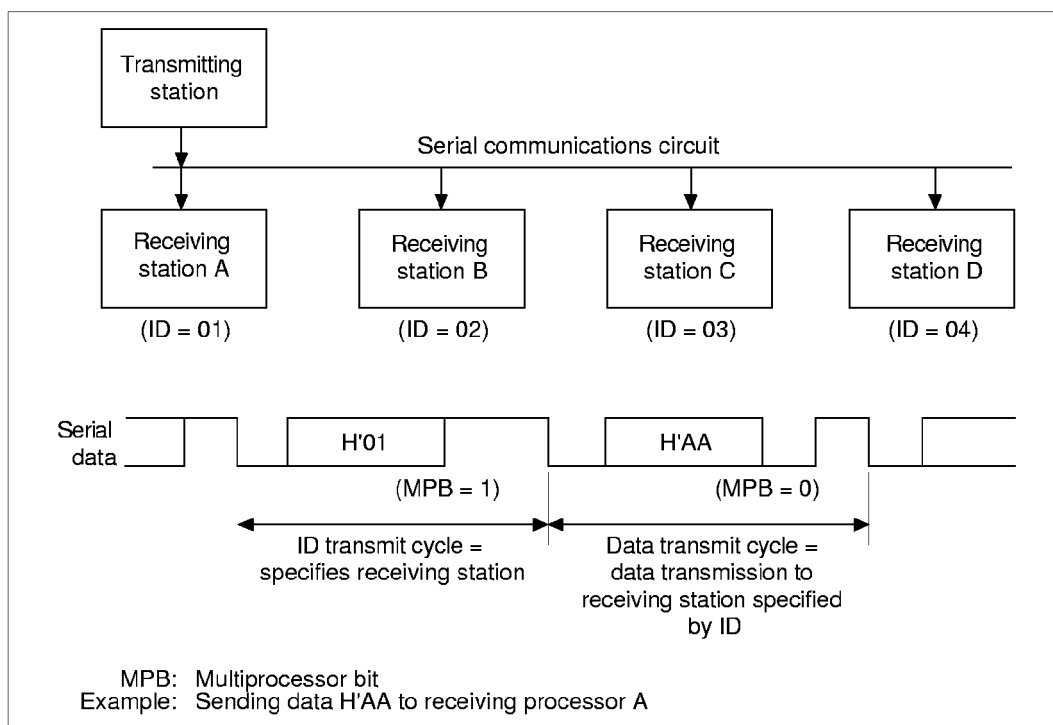 Transmitting
station
Serial communications circuit
Receiving
station A
Receiving
station B
Receiving
station C
Receiving
station D
(ID = 01)
(ID = 02)
(ID = 03)
(ID = 04)
Serial
data
H'01
H'AA
(MPB = 1)
(MPB = 0)
ID transmit cycle =
specifies receiving station
Data transmit cycle =
data transmission to
receiving station specified
by ID
MPB: Multiprocessor bit
Example: Sending data H'AA to receiving processor A